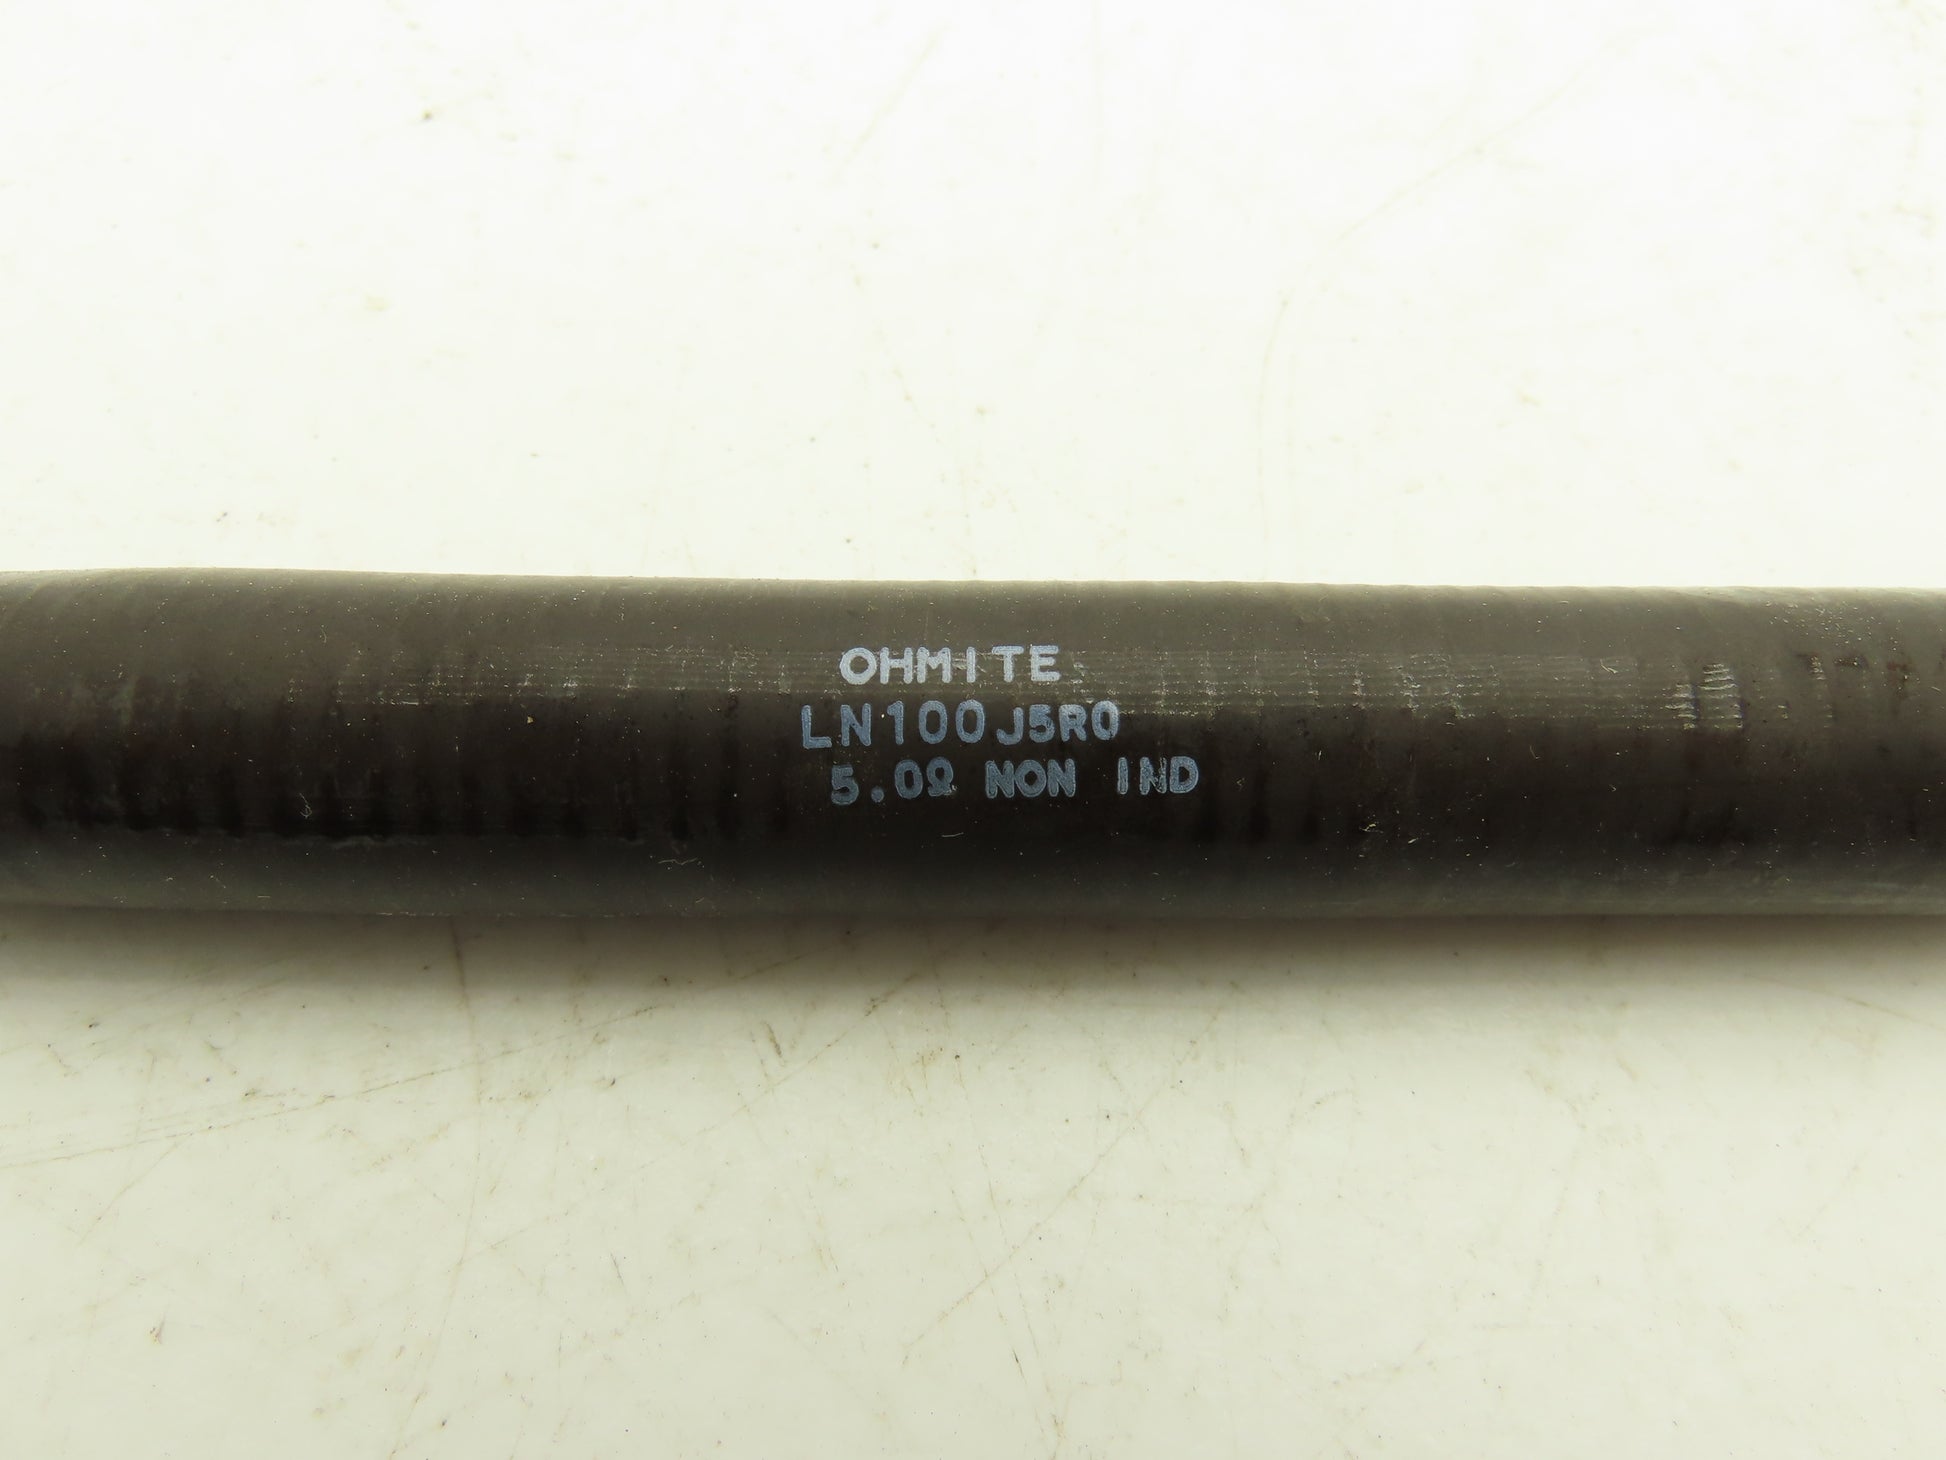 OHMITE
LN100J5R0
5.0Ω NON IND